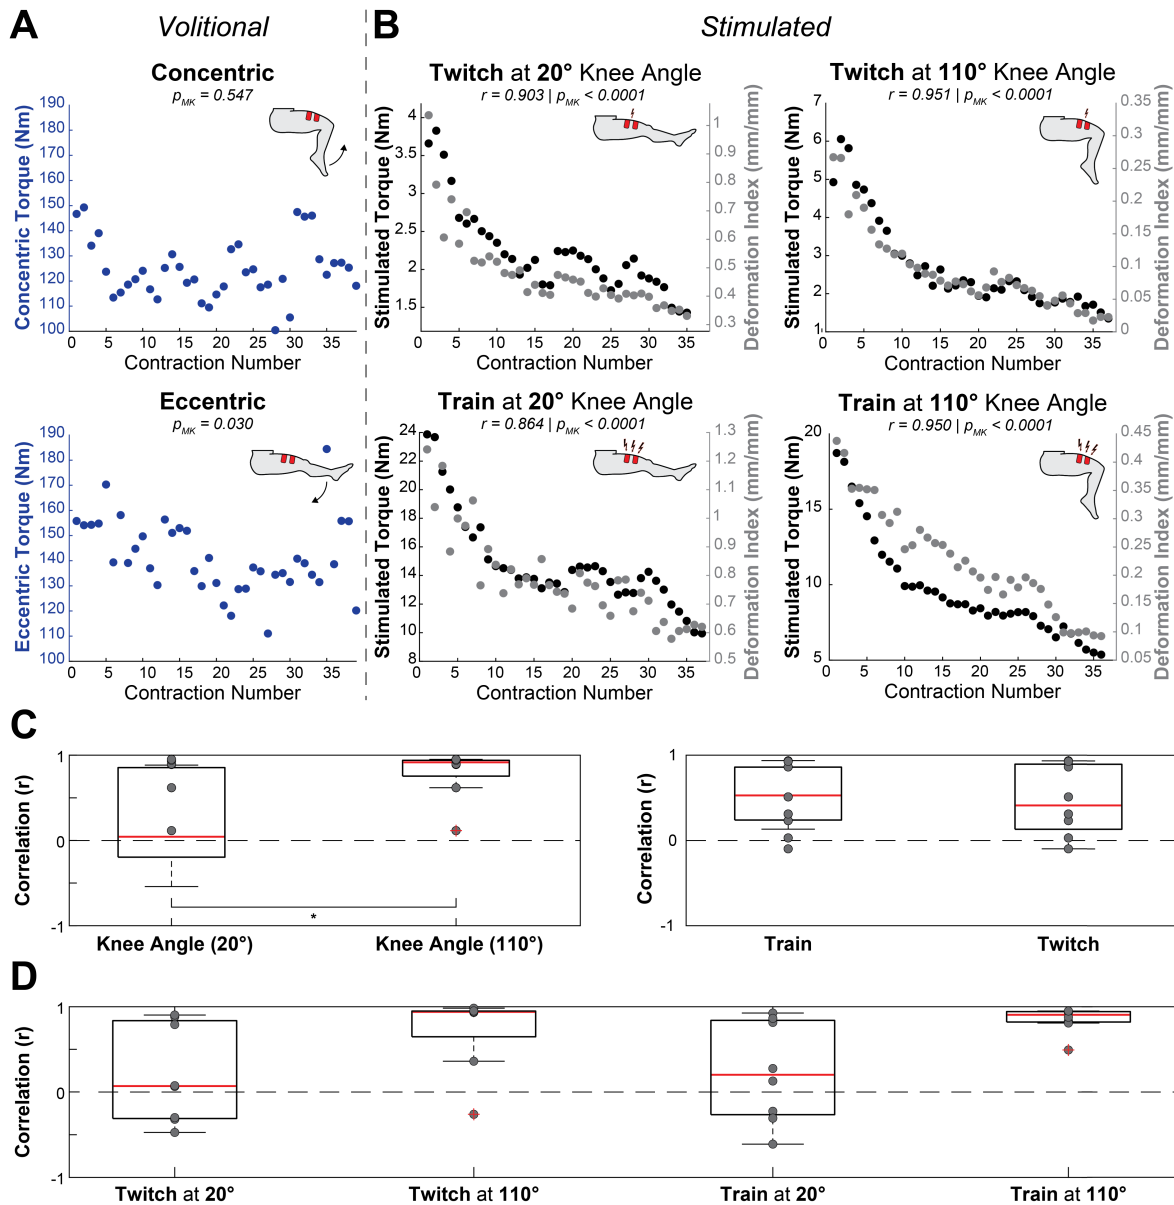 A
Volitional
B
Stimulated
Concentric
pMK = 0.547
Concentric Torque (Nm)
190
180
170
160
150
140
130
120
110
100
0 5 10 15 20 25 30 35
Contraction Number
Twitch at 20° Knee Angle
r = 0.903 | pMK < 0.0001
Stimulated Torque (Nm)
4
3.5
3
2.5
2
1.5
0 5 10 15 20 25 30 35
Contraction Number
1
0.9
0.8
0.7
0.6
0.5
0.4
0.3
Deformation Index (mm/mm)
Twitch at 110° Knee Angle
r = 0.951 | pMK < 0.0001
Stimulated Torque (Nm)
7
6
5
4
3
2
1
0 5 10 15 20 25 30 35
Contraction Number
0.35
0.3
0.25
0.2
0.15
0.1
0.05
0
Deformation Index (mm/mm)
Eccentric
pMK = 0.030
Eccentric Torque (Nm)
190
180
170
160
150
140
130
120
110
100
0 5 10 15 20 25 30 35
Contraction Number
Train at 20° Knee Angle
r = 0.864 | pMK < 0.0001
Stimulated Torque (Nm)
24
22
20
18
16
14
12
10
8
0 5 10 15 20 25 30 35
Contraction Number
1.3
1.2
1.1
1
0.9
0.8
0.7
0.6
0.5
Deformation Index (mm/mm)
Train at 110° Knee Angle
r = 0.950 | pMK < 0.0001
Stimulated Torque (Nm)
20
15
10
5
0 5 10 15 20 25 30 35
Contraction Number
0.45
0.4
0.35
0.3
0.25
0.2
0.15
0.1
0.05
Deformation Index (mm/mm)
C
Correlation (r)
1
0
-1
*
Knee Angle (20°)
Knee Angle (110°)
Correlation (r)
1
0
-1
Train
Twitch
D
Correlation (r)
1
0
-1
Twitch at 20°
Twitch at 110°
Train at 20°
Train at 110°